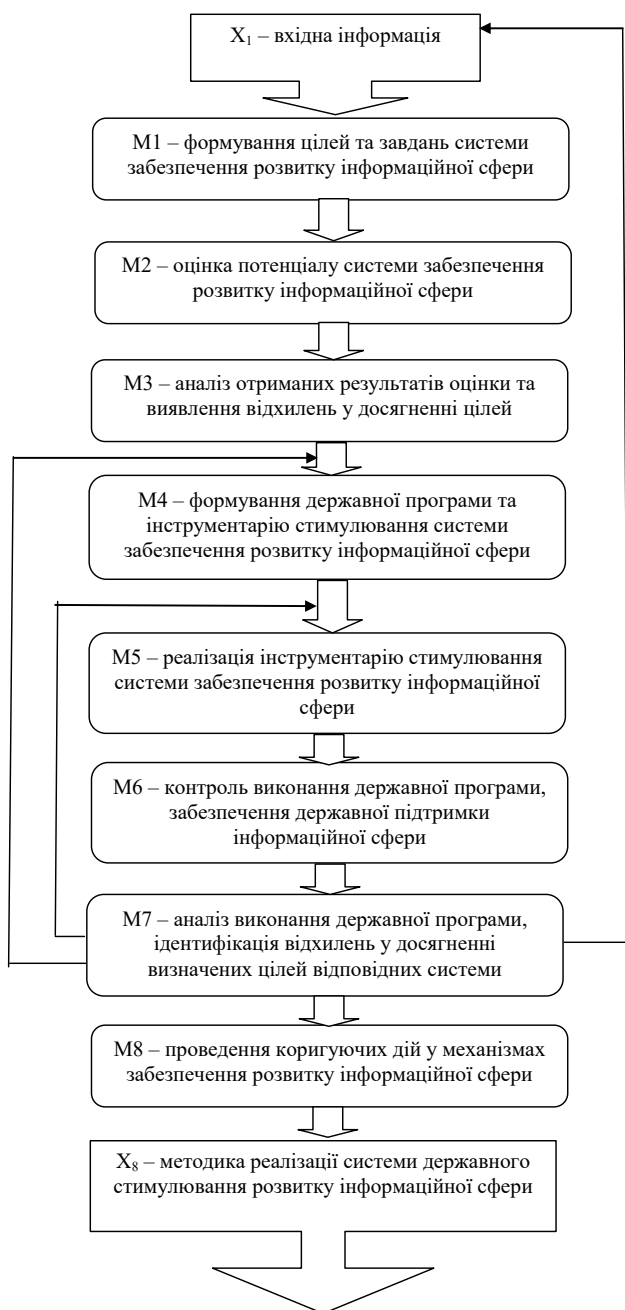 X₁ – вхідна інформація
М1 – формування цілей та завдань системи
забезпечення розвитку інформаційної сфери
М2 – оцінка потенціалу системи забезпечення
розвитку інформаційної сфери
М3 – аналіз отриманих результатів оцінки та
виявлення відхилень у досягненні цілей
М4 – формування державної програми та
інструментарію стимулювання системи
забезпечення розвитку інформаційної сфери
М5 – реалізація інструментарію стимулювання
системи забезпечення розвитку інформаційної
сфери
М6 – контроль виконання державної програми,
забезпечення державної підтримки
інформаційної сфери
М7 – аналіз виконання державної програми,
ідентифікація відхилень у досягненні
визначених цілей відповідних системи
М8 – проведення коригуючих дій у механізмах
забезпечення розвитку інформаційної сфери
X₈ – методика реалізації системи державного
стимулювання розвитку інформаційної сфери